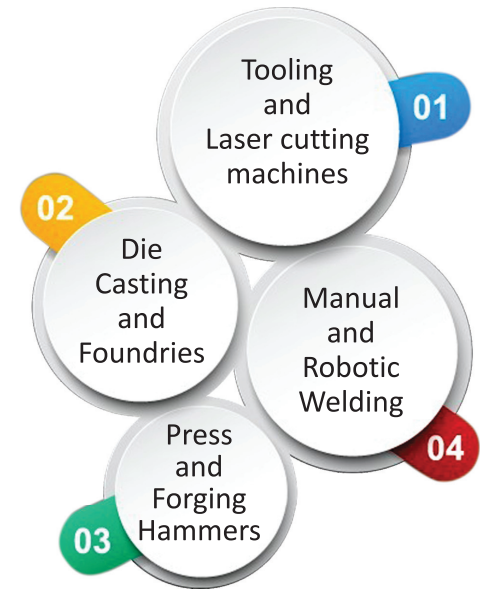 Tooling
and
Laser cutting
machines
01
02
Die
Casting
and
Foundries
Manual
and
Robotic
Welding
04
Press
and
Forging
Hammers
03